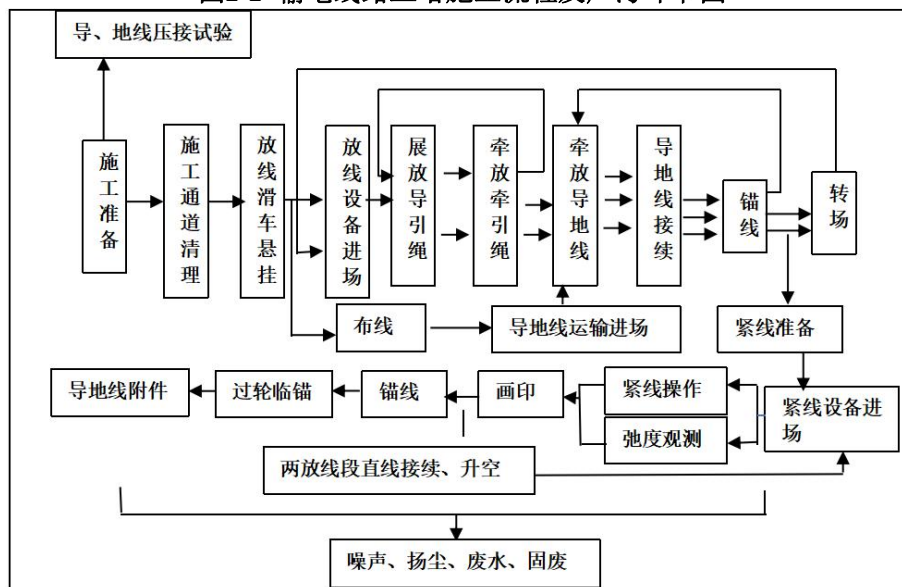 导、地线压接试验
施工准备
施工通道清理
放线滑车悬挂
放线设备进场
展放导引绳
牵放牵引绳
牵放导地线
导地线接续
锚线
转场
布线
导地线运输进场
紧线准备
导地线附件
过轮临锚
锚线
画印
紧线操作
弛度观测
紧线设备进
场
两放线段直线接续、升空
噪声、扬尘、废水、固废